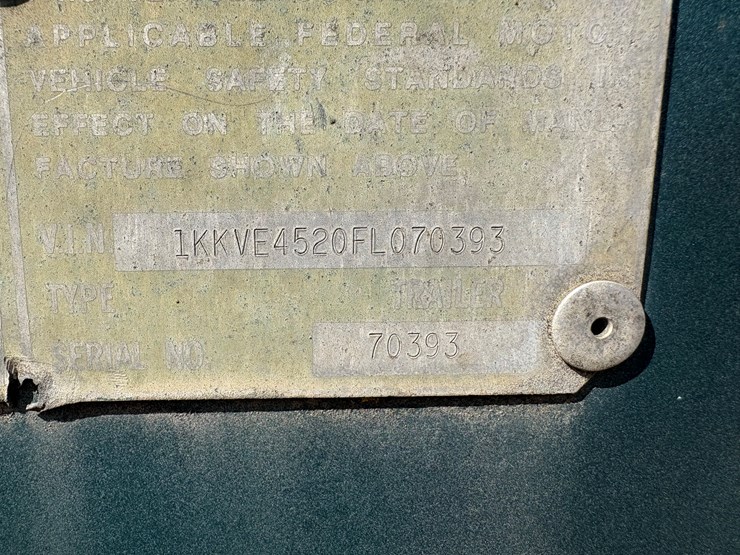 APPLICABLE FEDERAL MOTO
VEHICLE SAFETY STANDARDS IN
EFFECT ON THE DATE OF MANU-
FACTURE SHOWN ABOVE.
V.I.N. 1KKVE4520FL070393
TYPE TRAILER
SERIAL NO. 70393